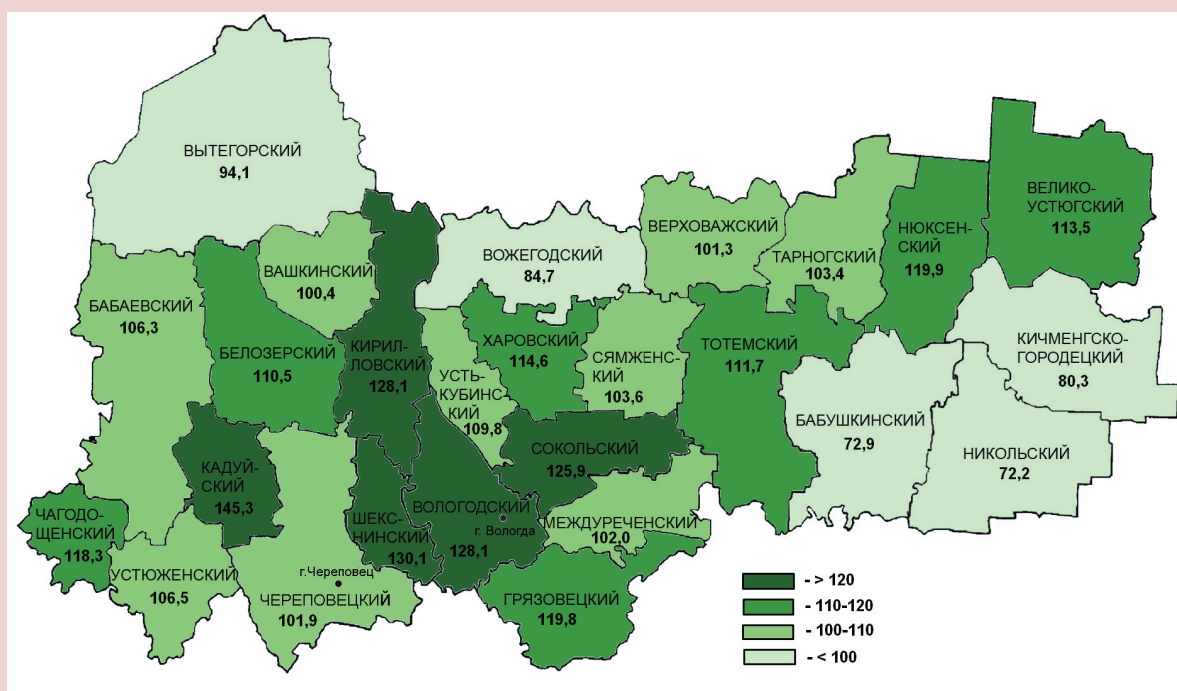 ВЫТЕГОРСКИЙ
94,1
ВЕЛИКО-
УСТЮГСКИЙ
113,5
ВЕРХОВАЖСКИЙ
101,3
НЮКСЕН-
СКИЙ
119,9
ТАРНОГСКИЙ
103,4
ВОЖЕГОДСКИЙ
84,7
ВАШКИНСКИЙ
100,4
БАБАЕВСКИЙ
106,3
БЕЛОЗЕРСКИЙ
110,5
КИРИЛ-
ЛОВСКИЙ
128,1
ХАРОВСКИЙ
114,6
СЯМЖЕНС-
СКИЙ
103,6
ТОТЕМСКИЙ
111,7
КИЧМЕНГСКО-
ГОРОДЕЦКИЙ
80,3
УСТЬ-
КУБИНС-
КИЙ
109,8
БАБУШКИНСКИЙ
72,9
НИКОЛЬСКИЙ
72,2
СОКОЛЬСКИЙ
125,9
КАДУЙ-
СКИЙ
145,3
ЧАГОДО-
ЩЕНСКИЙ
118,3
ШЕКС-
НИНСКИЙ
130,1
ВОЛОГОДСКИЙ
г. Вологда
128,1
МЕЖДУРЕЧЕНСКИЙ
102,0
УСТЮЖЕНСКИЙ
106,5
г.Череповец
ЧЕРЕПОВЕЦКИЙ
101,9
ГРЯЗОВЕЦКИЙ
119,8
- > 120
- 110-120
- 100-110
- < 100